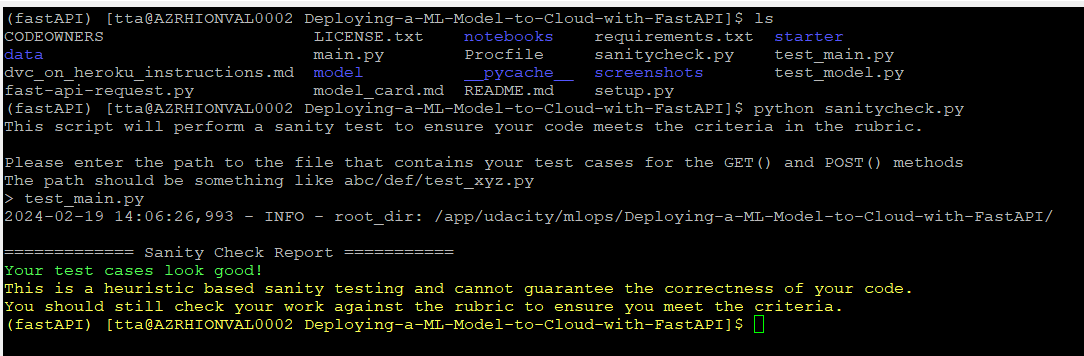 (fastAPI) [tta@AZRHIONVAL0002 Deploying-a-ML-Model-to-Cloud-with-FastAPI]$ ls
CODEOWNERS LICENSE.txt notebooks requirements.txt starter
data main.py Procfile sanitycheck.py test_main.py
dvc_on_heroku_instructions.md model __pycache__ screenshots test_model.py
fast-api-request.py model_card.md README.md setup.py
(fastAPI) [tta@AZRHIONVAL0002 Deploying-a-ML-Model-to-Cloud-with-FastAPI]$ python sanitycheck.py
This script will perform a sanity test to ensure your code meets the criteria in the rubric.
Please enter the path to the file that contains your test cases for the GET() and POST() methods
The path should be something like abc/def/test_xyz.py
> test_main.py
2024-02-19 14:06:26,993 - INFO - root_dir: /app/udacity/mlops/Deploying-a-ML-Model-to-Cloud-with-FastAPI/
============= Sanity Check Report ===========
Your test cases look good!
This is a heuristic based sanity testing and cannot guarantee the correctness of your code.
You should still check your work against the rubric to ensure you meet the criteria.
(fastAPI) [tta@AZRHIONVAL0002 Deploying-a-ML-Model-to-Cloud-with-FastAPI]$